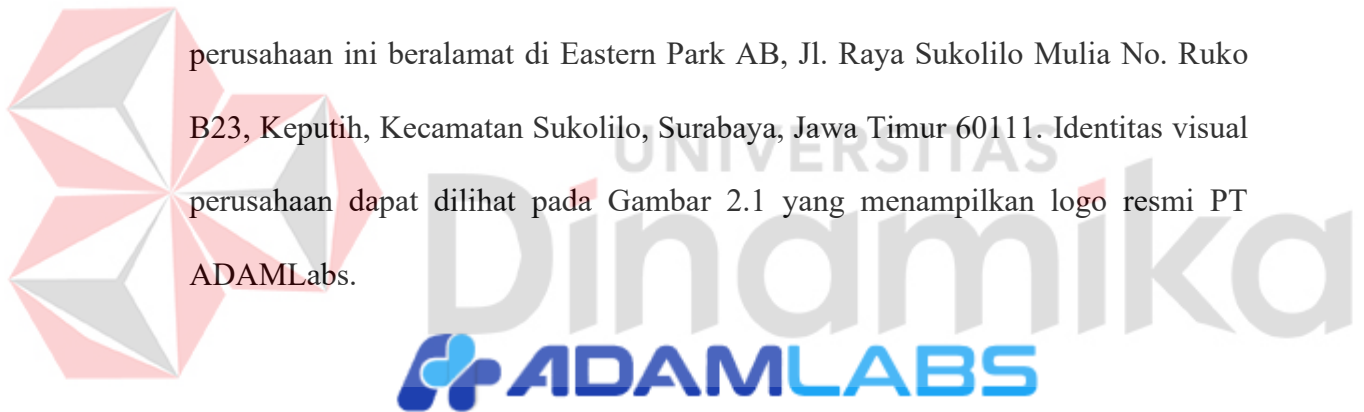 perusahaan ini beralamat di Eastern Park AB, Jl. Raya Sukolilo Mulia No. Ruko
B23, Keputih, Kecamatan Sukolilo, Surabaya, Jawa Timur 60111. Identitas visual
UNIVERSITAS
perusahaan dapat dilihat pada Gambar 2.1 yang menampilkan logo resmi PT
Dinamika
ADAMLabs.
ADAMLABS